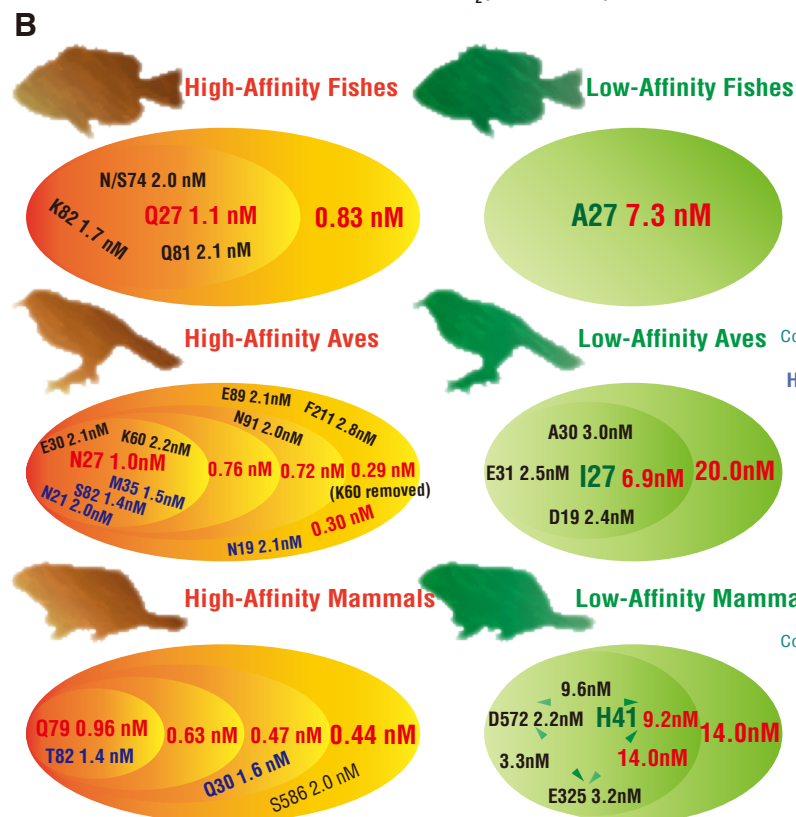 B
High-Affinity Fishes
Low-Affinity Fishes
N/S74 2.0 nM
K82 1.7 nM
Q27 1.1 nM
0.83 nM
Q81 2.1 nM
A27 7.3 nM
High-Affinity Aves
Low-Affinity Aves
Co
H
E89 2.1nM
F211 2.8nM
E30 2.1nM
K60 2.2nM
N91 2.0nM
N27 1.0nM
0.76 nM
0.72 nM
0.29 nM
(K60 removed)
M35 1.5nM
S82 1.4nM
N21 2.0nM
0.30 nM
N19 2.1nM
A30 3.0nM
E31 2.5nM
I27 6.9nM
20.0nM
D19 2.4nM
High-Affinity Mammals
Low-Affinity Mamma
Co
Q79 0.96 nM
0.63 nM
0.47 nM
0.44 nM
T82 1.4 nM
Q30 1.6 nM
S586 2.0 nM
9.6nM
D572 2.2nM
H41 9.2nM
14.0nM
3.3nM
14.0nM
E325 3.2nM